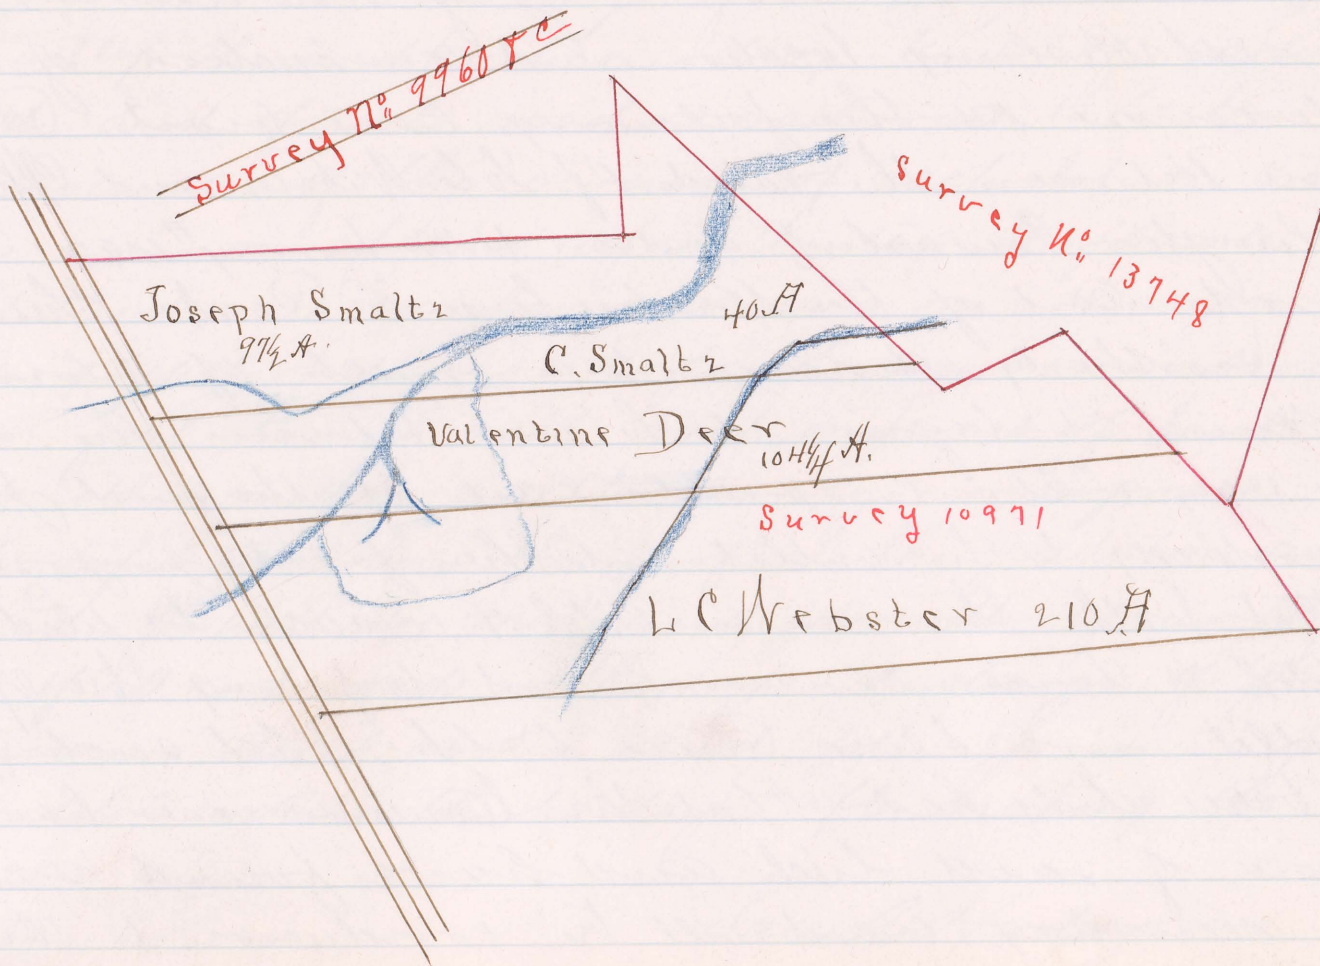 Survey No: 9960 & C
Survey No: 13748
Joseph Smaltz
97½ A.
40 A
C. Smaltz
Valentine Deer
104¼ A.
Survey 10971
L C Webster 210 A